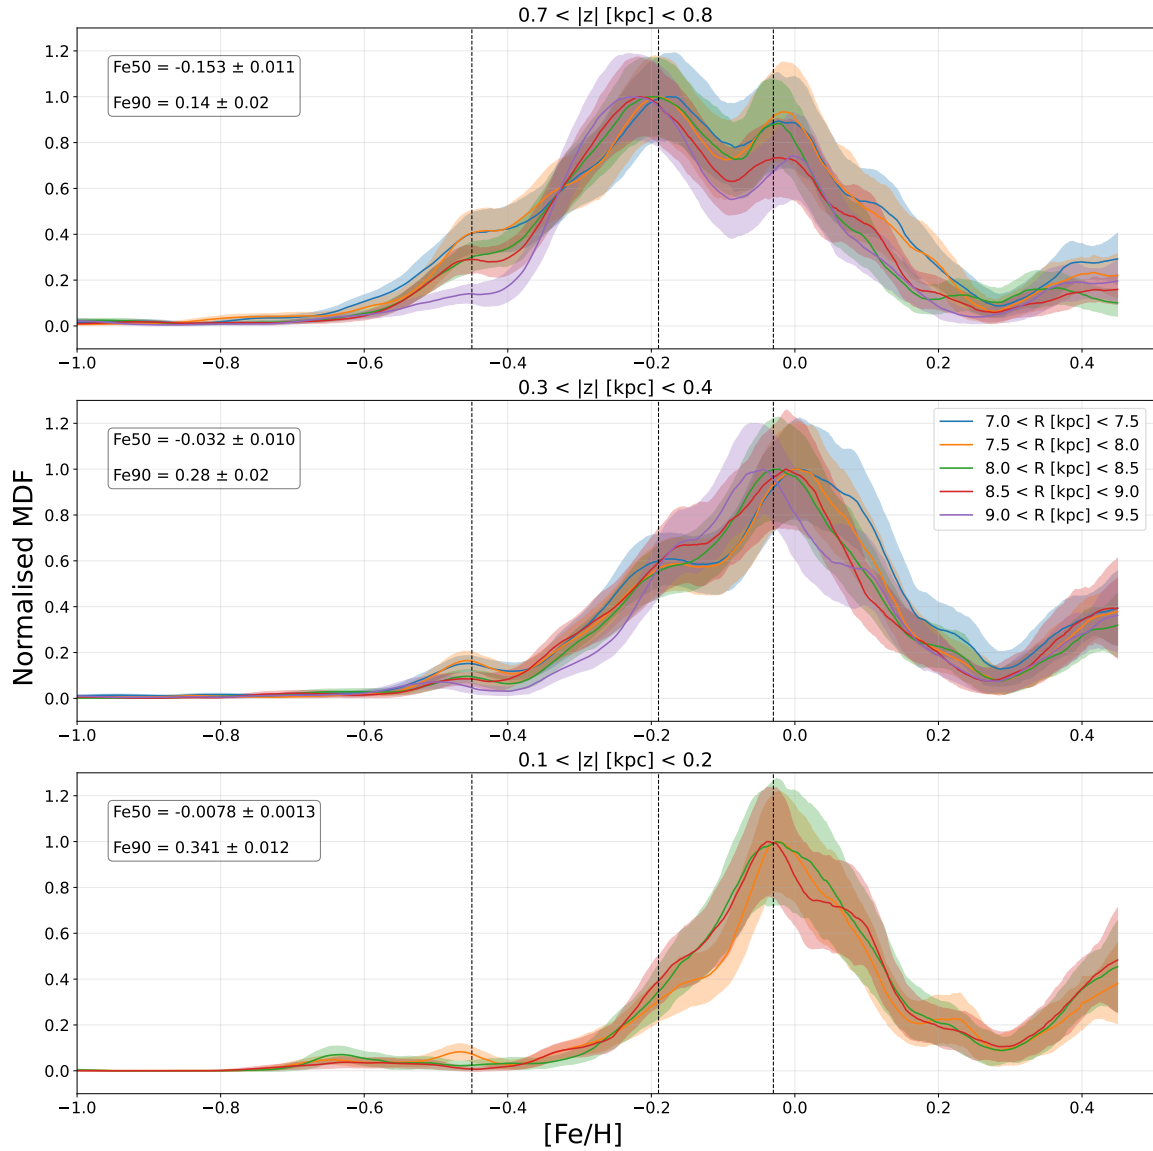 0.7 < |z| [kpc] < 0.8
1.2
1.0
0.8
0.6
0.4
0.2
0.0
Fe50 = -0.153 ± 0.011
Fe90 = 0.14 ± 0.02
−1.0 −0.8 −0.6 −0.4 −0.2 0.0 0.2 0.4
0.3 < |z| [kpc] < 0.4
1.2
1.0
0.8
0.6
0.4
0.2
0.0
Fe50 = -0.032 ± 0.010
Fe90 = 0.28 ± 0.02
7.0 < R [kpc] < 7.5
7.5 < R [kpc] < 8.0
8.0 < R [kpc] < 8.5
8.5 < R [kpc] < 9.0
9.0 < R [kpc] < 9.5
Normalised MDF
−1.0 −0.8 −0.6 −0.4 −0.2 0.0 0.2 0.4
0.1 < |z| [kpc] < 0.2
1.2
1.0
0.8
0.6
0.4
0.2
0.0
Fe50 = -0.0078 ± 0.0013
Fe90 = 0.341 ± 0.012
−1.0 −0.8 −0.6 −0.4 −0.2 0.0 0.2 0.4
[Fe/H]